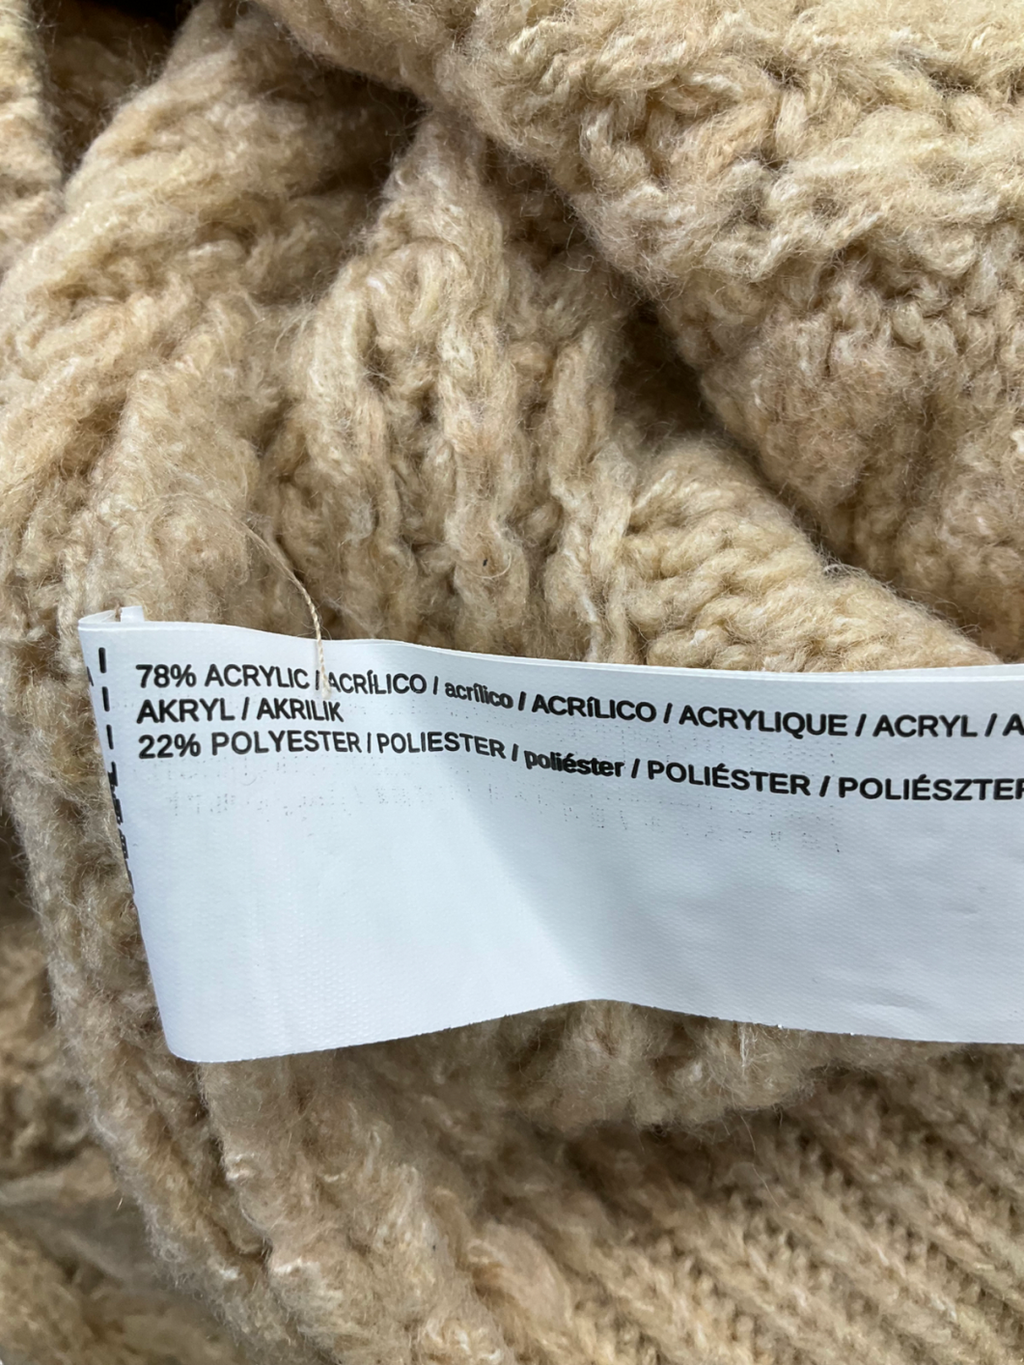 78% ACRYLIC / ACRÍLICO / acrílico / ACRíLICO / ACRYLIQUE / ACRYL / A
AKRYL / AKRILIK
22% POLYESTER / POLIESTER / poliéster / POLIÉSTER / POLIÉSZTER